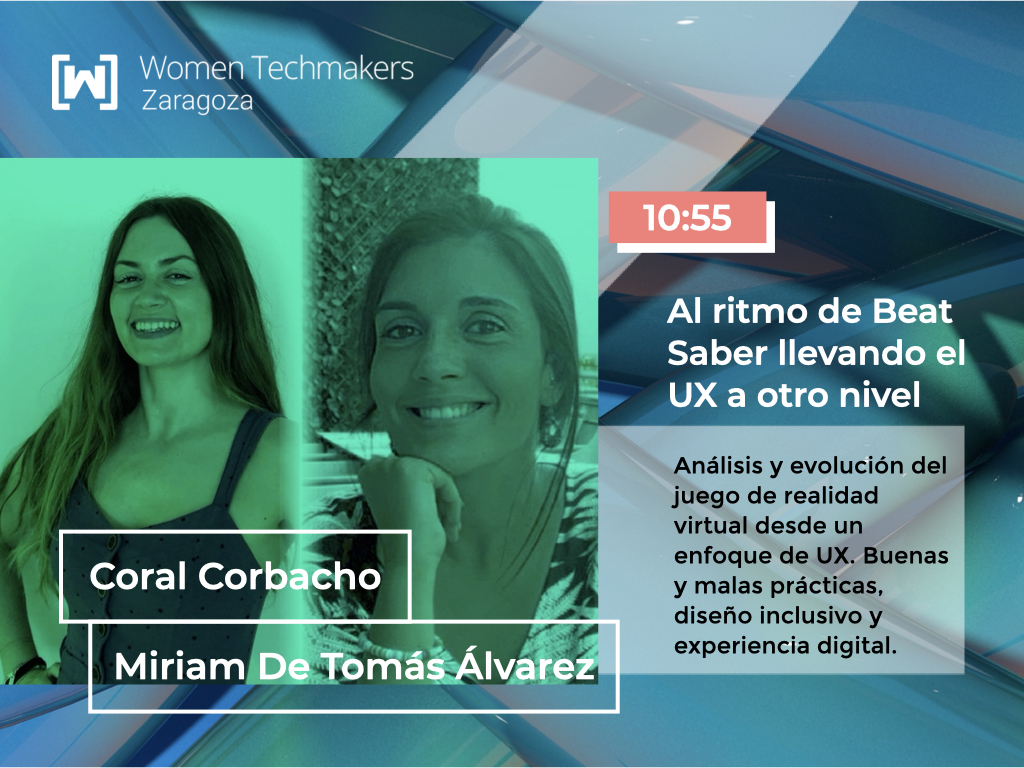 [W] Women Techmakers
Zaragoza
10:55
Al ritmo de Beat
Saber llevando el
UX a otro nivel
Análisis y evolución del
juego de realidad
virtual desde un
enfoque de UX. Buenas
y malas prácticas,
diseño inclusivo y
experiencia digital.
Coral Corbacho
Miriam De Tomás Álvarez